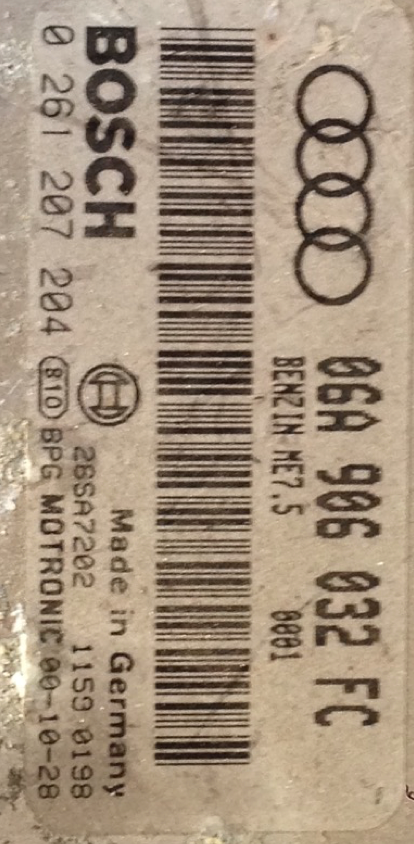 06A 906 032 FC
BENZIN-ME7.5 0001
Made in Germany
BOSCH 28SA7202 1159 0198
0 261 207 204 810 BPG MOTRONIC 00-10-28